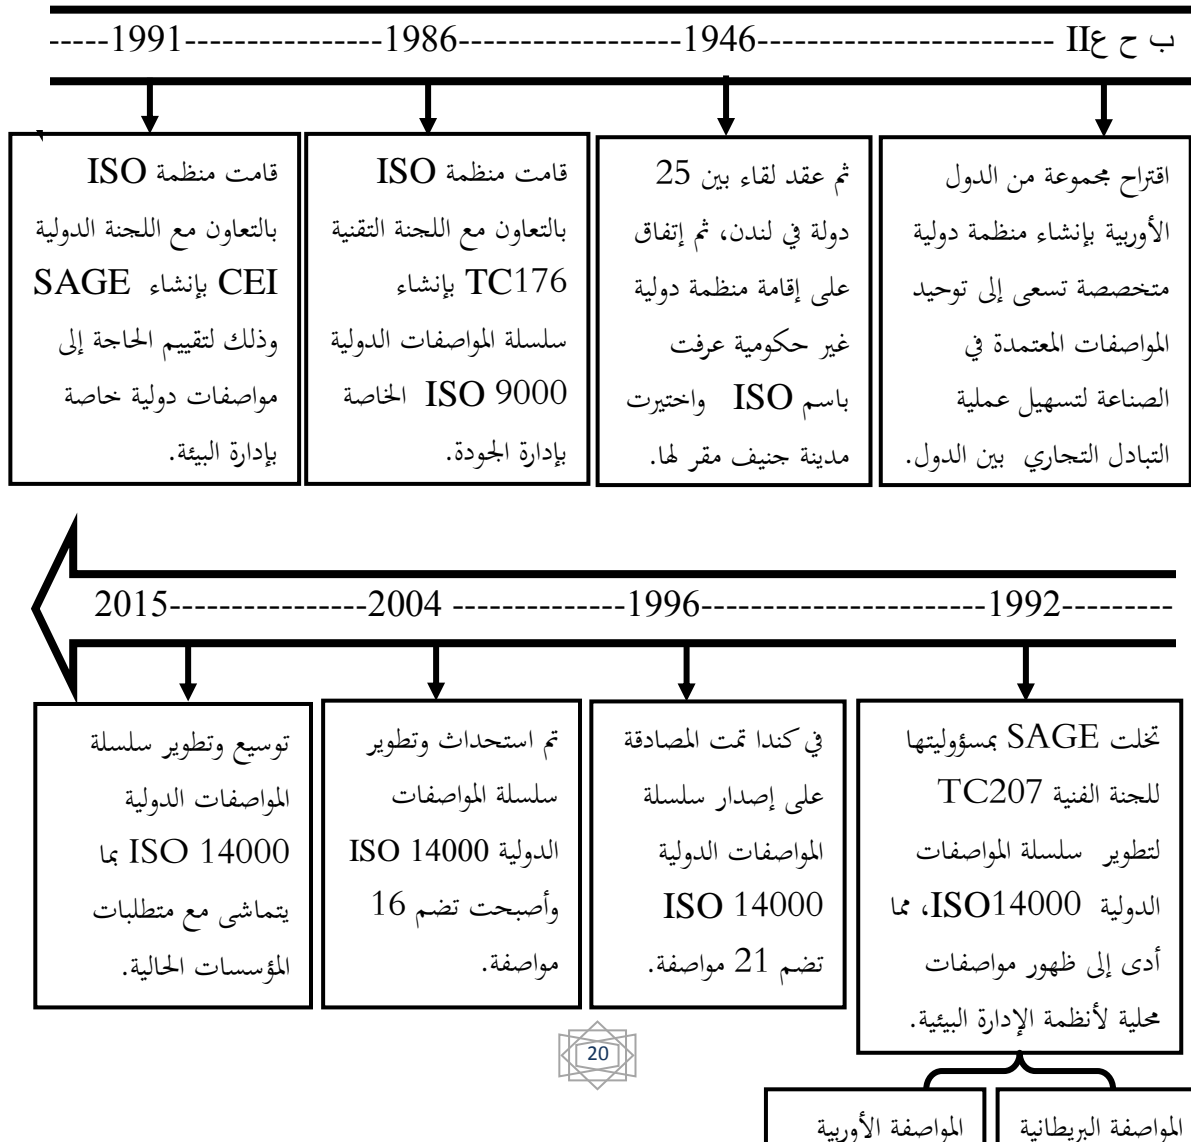 ب ح ع II ----------------------1946-----------------1986----------------1991-----
اقتراح مجموعة من الدول
الأوربية بإنشاء منظمة دولية
متخصصة تسعى إلى توحيد
المواصفات المعتمدة في
الصناعة لتسهيل عملية
التبادل التجاري بين الدول.
ثم عقد لقاء بين 25
دولة في لندن، ثم إتفاق
على إقامة منظمة دولية
غير حكومية عرفت
باسم ISO واختيرت
مدينة جنيف مقر لها.
قامت منظمة ISO
بالتعاون مع اللجنة التقنية
TC176 بإنشاء
سلسلة المواصفات الدولية
ISO 9000 الخاصة
بإدارة الجودة.
قامت منظمة ISO
بالتعاون مع اللجنة الدولية
CEI بإنشاء SAGE
وذلك لتقييم الحاجة إلى
مواصفات دولية خاصة
بإدارة البيئة.
---------1992---------------------1996------------- 2004---------------2015
تخلت SAGE بمسؤوليتها
للجنة الفنية TC207
لتطوير سلسلة المواصفات
الدولية ISO14000، مما
أدى إلى ظهور مواصفات
محلية لأنظمة الإدارة البيئية.
في كندا تمت المصادقة
على إصدار سلسلة
المواصفات الدولية
ISO 14000
تضم 21 مواصفة.
تم استحداث وتطوير
سلسلة المواصفات
الدولية ISO 14000
وأصبحت تضم 16
مواصفة.
توسيع وتطوير سلسلة
المواصفات الدولية
ISO 14000 بما
يتماشى مع متطلبات
المؤسسات الحالية.
المواصفة البريطانية
المواصفة الأوربية
20